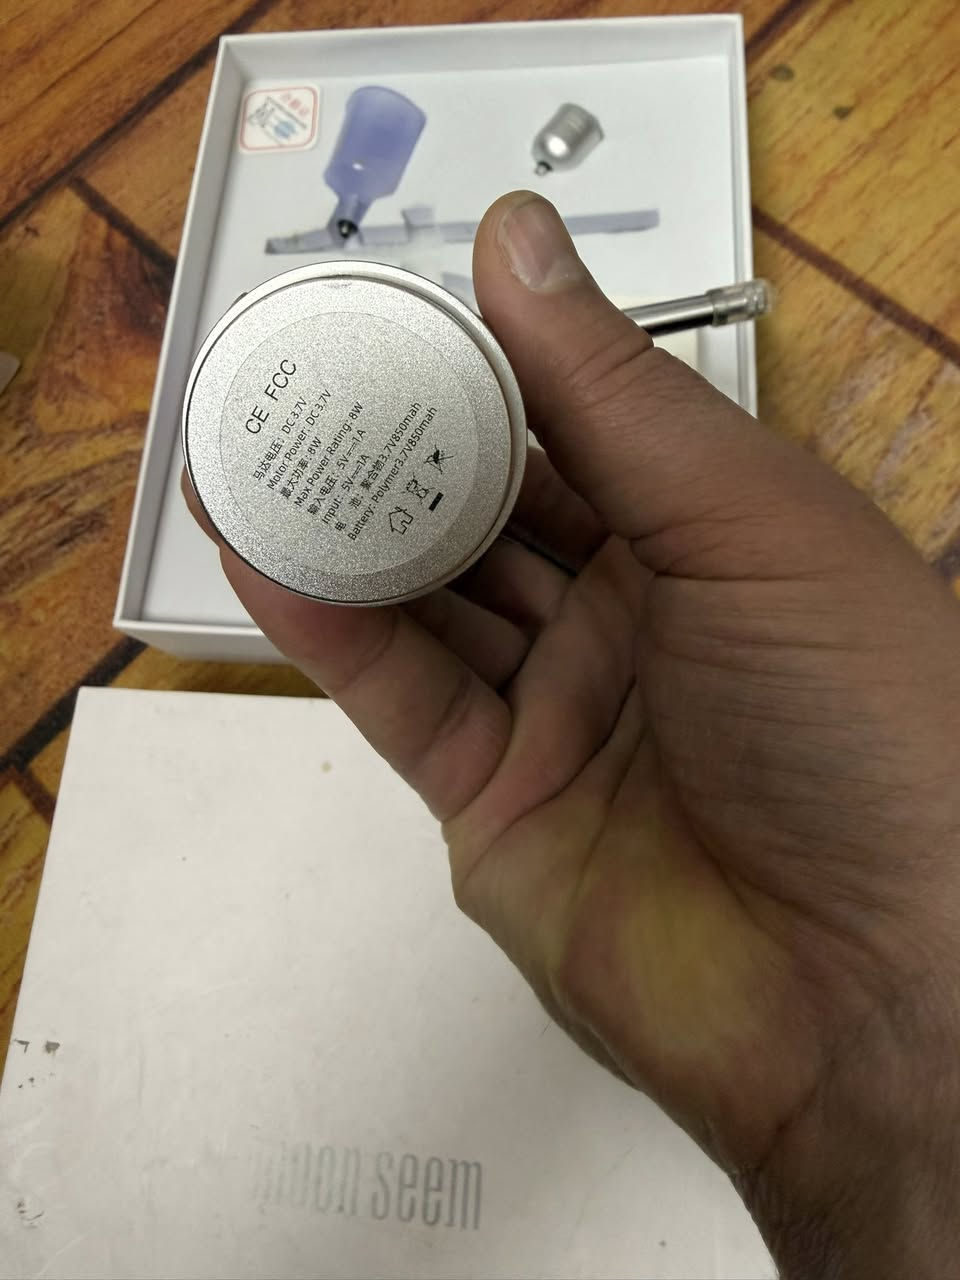 CE FCC
马达电压：DC3.7V
Motor Power: DC3.7V
最大功率：8W
Max Power Rating: 8W
输入电压：5V⎓1A
Input: 5V⎓1A
电 池：聚合物3.7V850mah
Battery: Polymer3.7V850mah
moon seem